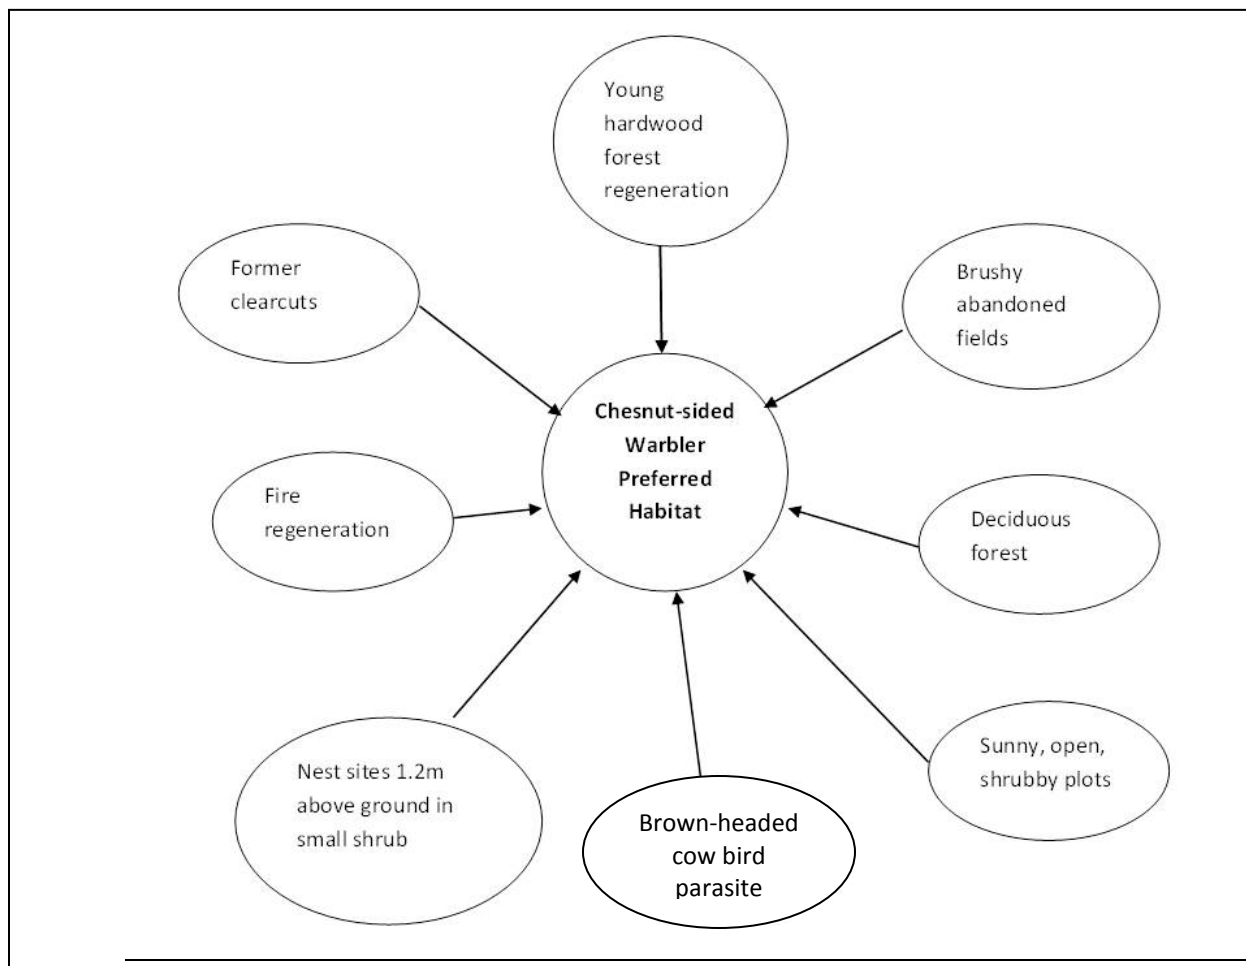 Young
hardwood
forest
regeneration
Former
clearcuts
Brushy
abandoned
fields
Chesnut-sided
Warbler
Preferred
Habitat
Fire
regeneration
Deciduous
forest
Nest sites 1.2m
above ground in
small shrub
Brown-headed
cow bird
parasite
Sunny, open,
shrubby plots